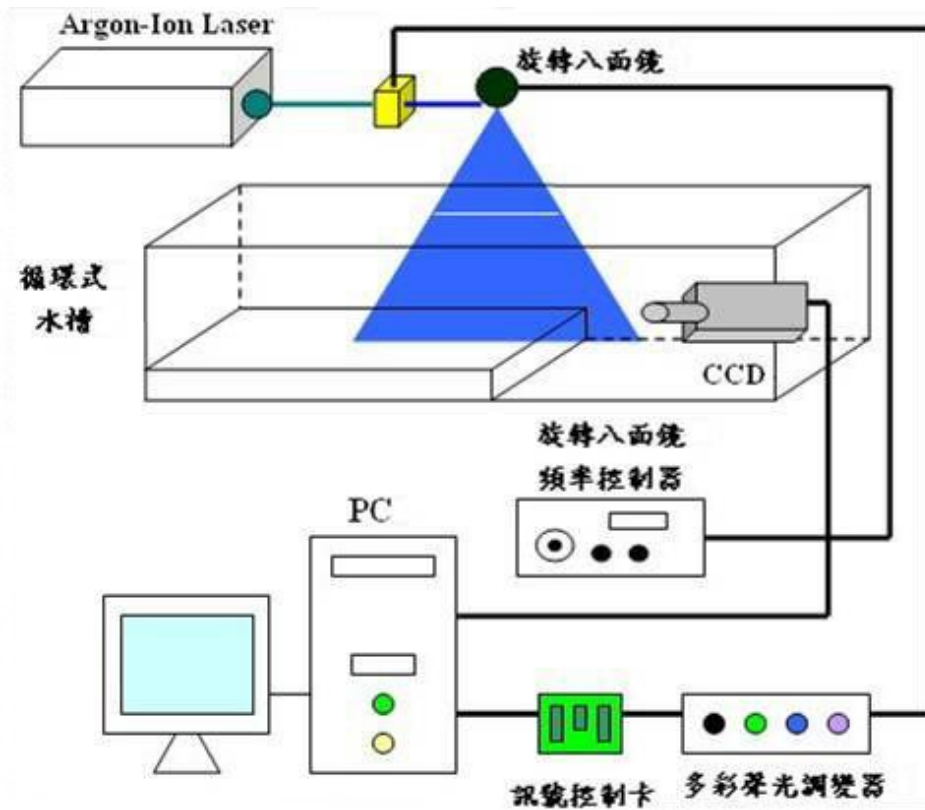 Argon-Ion Laser
旋轉八面鏡
循環式
水槽
CCD
旋轉八面鏡
頻率控制器
PC
訊號控制卡
多彩聲光調變器